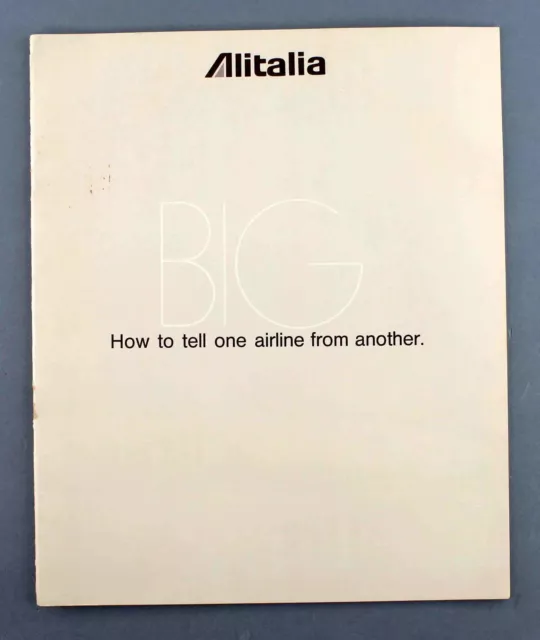 Alitalia
BIG
How to tell one airline from another.